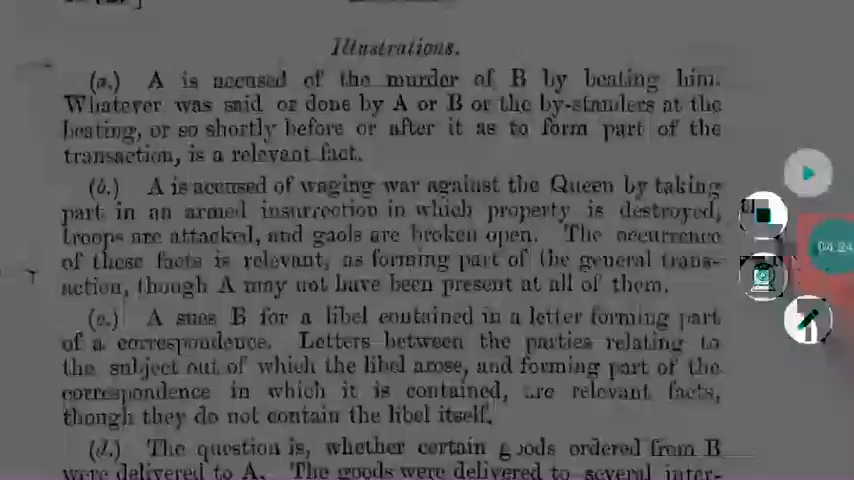 Illustrations.
(a.) A is accused of the murder of B by beating him.
Whatever was said or done by A or B or the by-standers at the
beating, or so shortly before or after it as to form part of the
transaction, is a relevant fact.
(b.) A is accused of waging war against the Queen by taking
part in an armed insurrection in which property is destroyed,
troops are attacked, and gaols are broken open. The occurrence
of these facts is relevant, as forming part of the general trans-
action, though A may not have been present at all of them.
(c.) A sues B for a libel contained in a letter forming part
of a correspondence. Letters between the parties relating to
the subject out of which the libel arose, and forming part of the
correspondence in which it is contained, are relevant facts,
though they do not contain the libel itself.
(d.) The question is, whether certain goods ordered from B
were delivered to A. The goods were delivered to several inter-
04:24